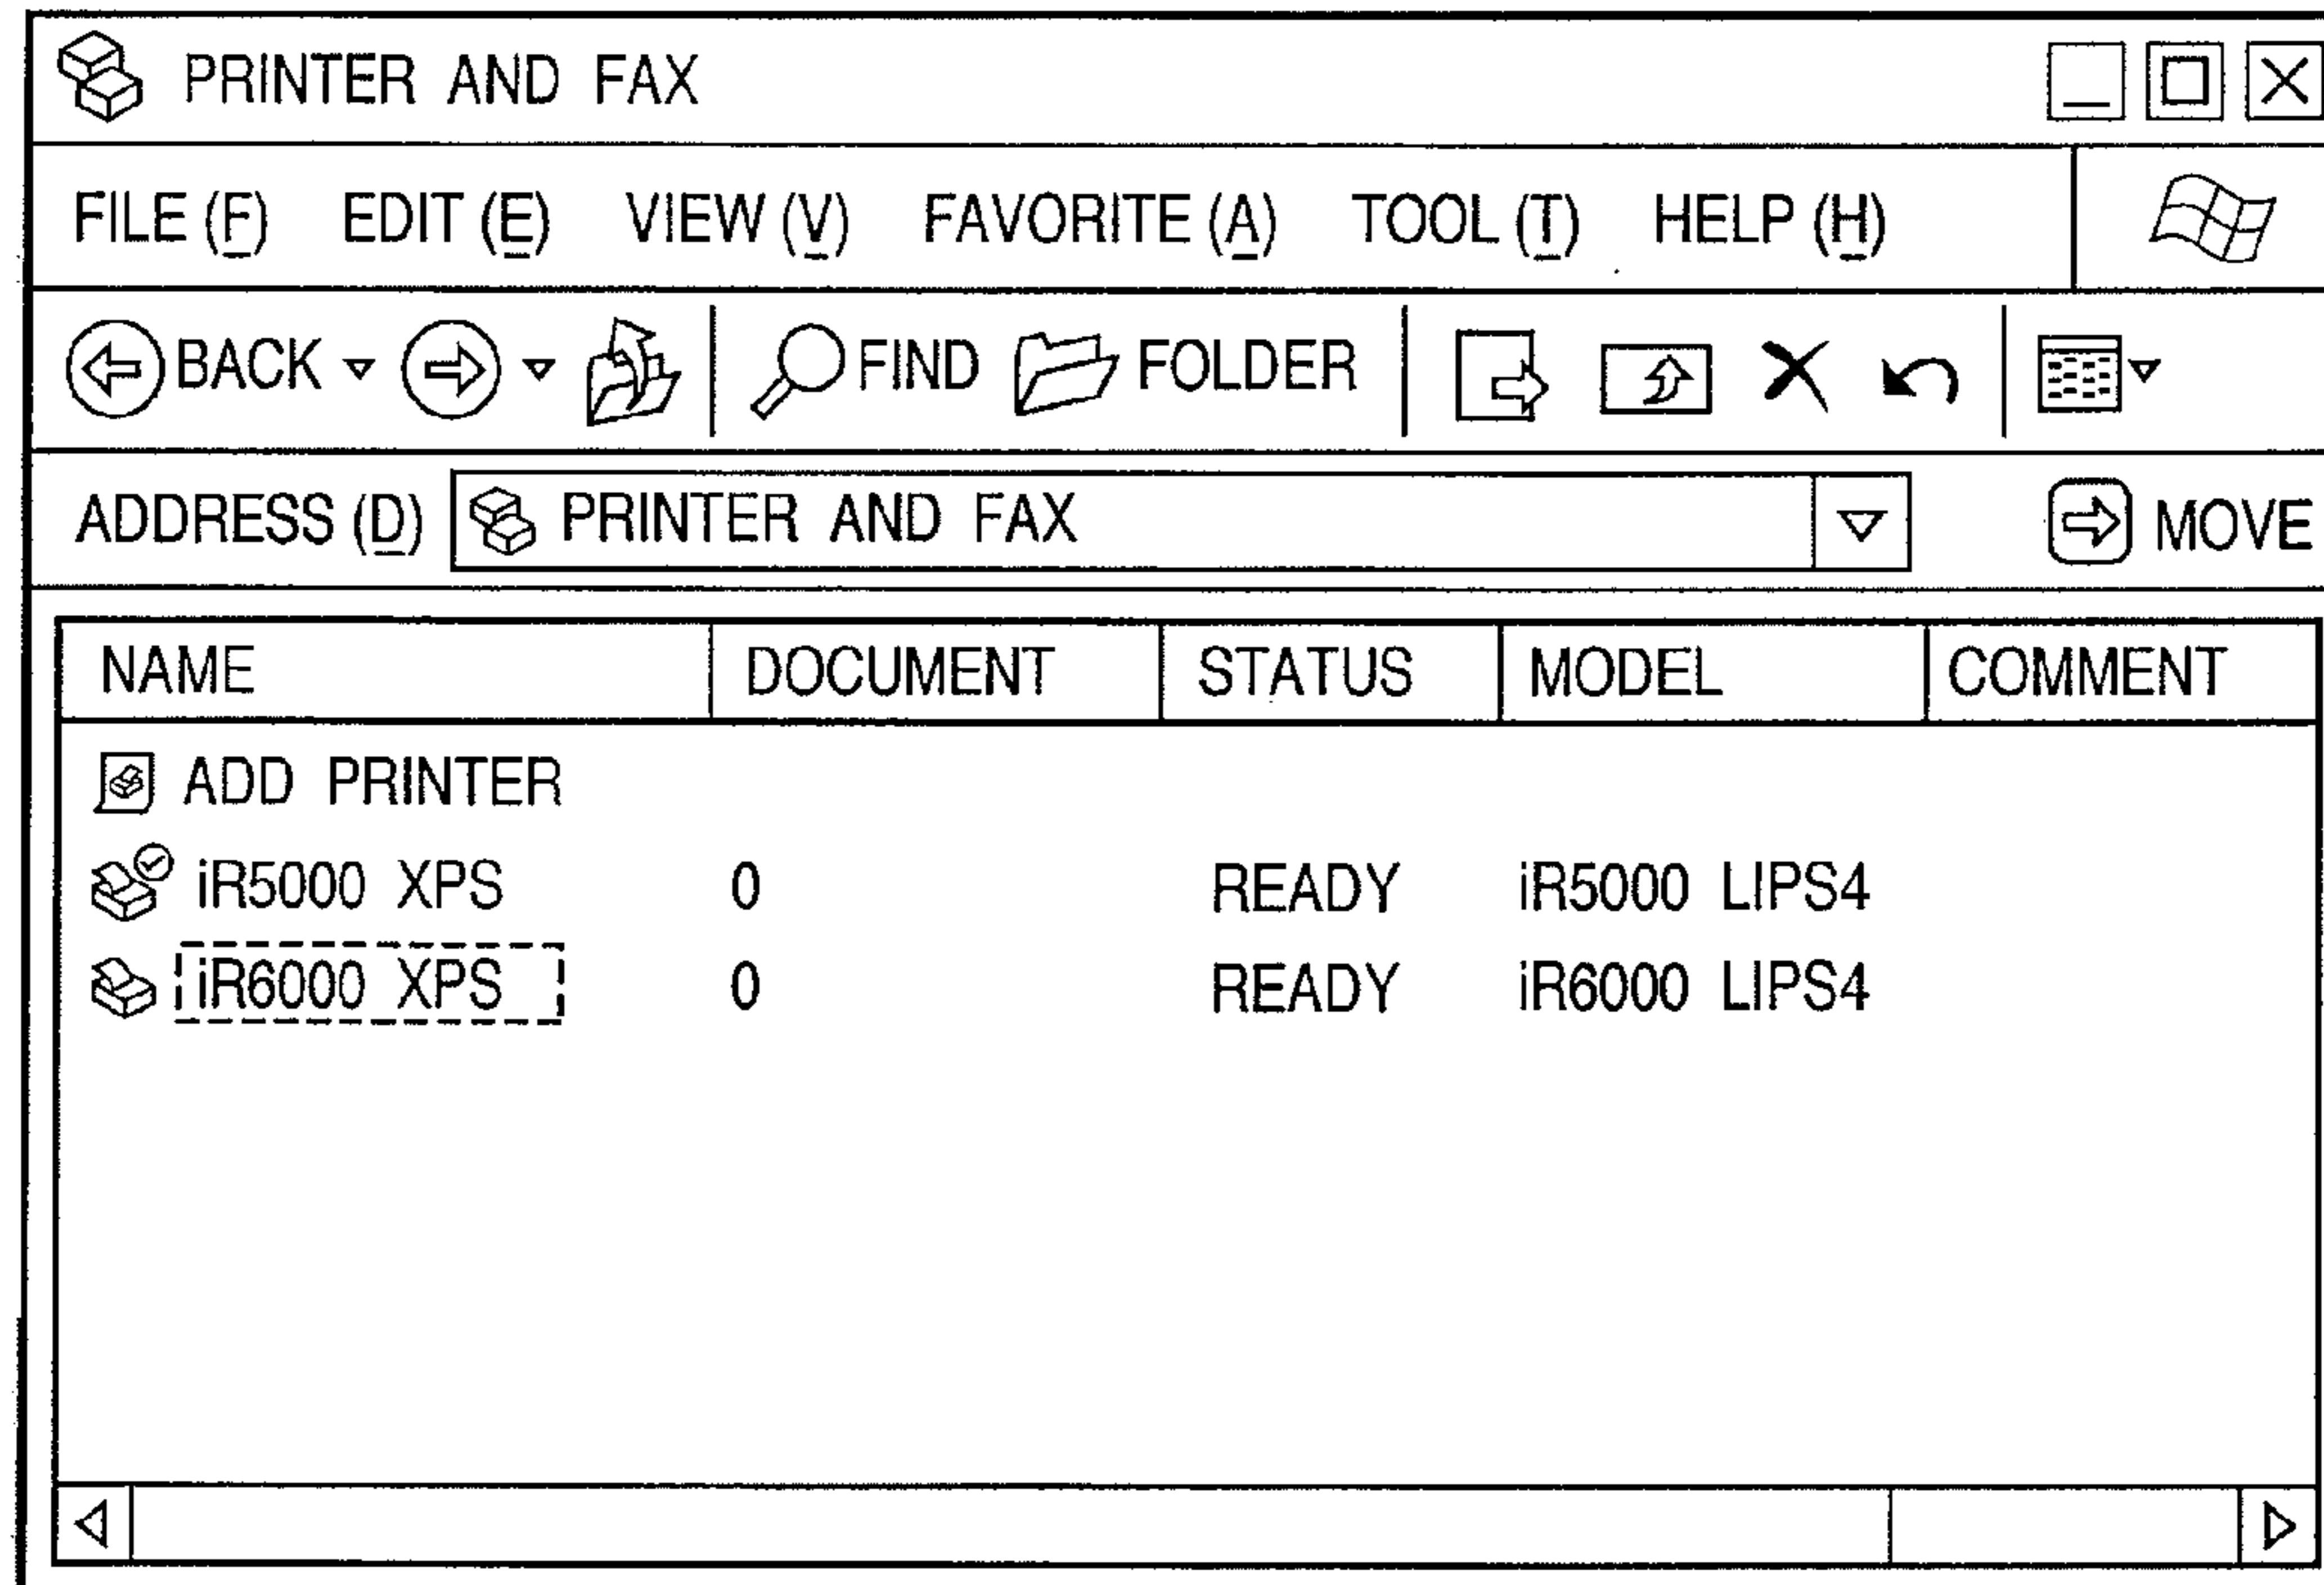 PRINTER AND FAX
FILE (F) EDIT (E) VIEW (V) FAVORITE (A) TOOL (T) HELP (H)
BACK FIND FOLDER
ADDRESS (D) PRINTER AND FAX MOVE
NAME DOCUMENT STATUS MODEL COMMENT
ADD PRINTER
iR5000 XPS 0 READY iR5000 LIPS4
iR6000 XPS 0 READY iR6000 LIPS4